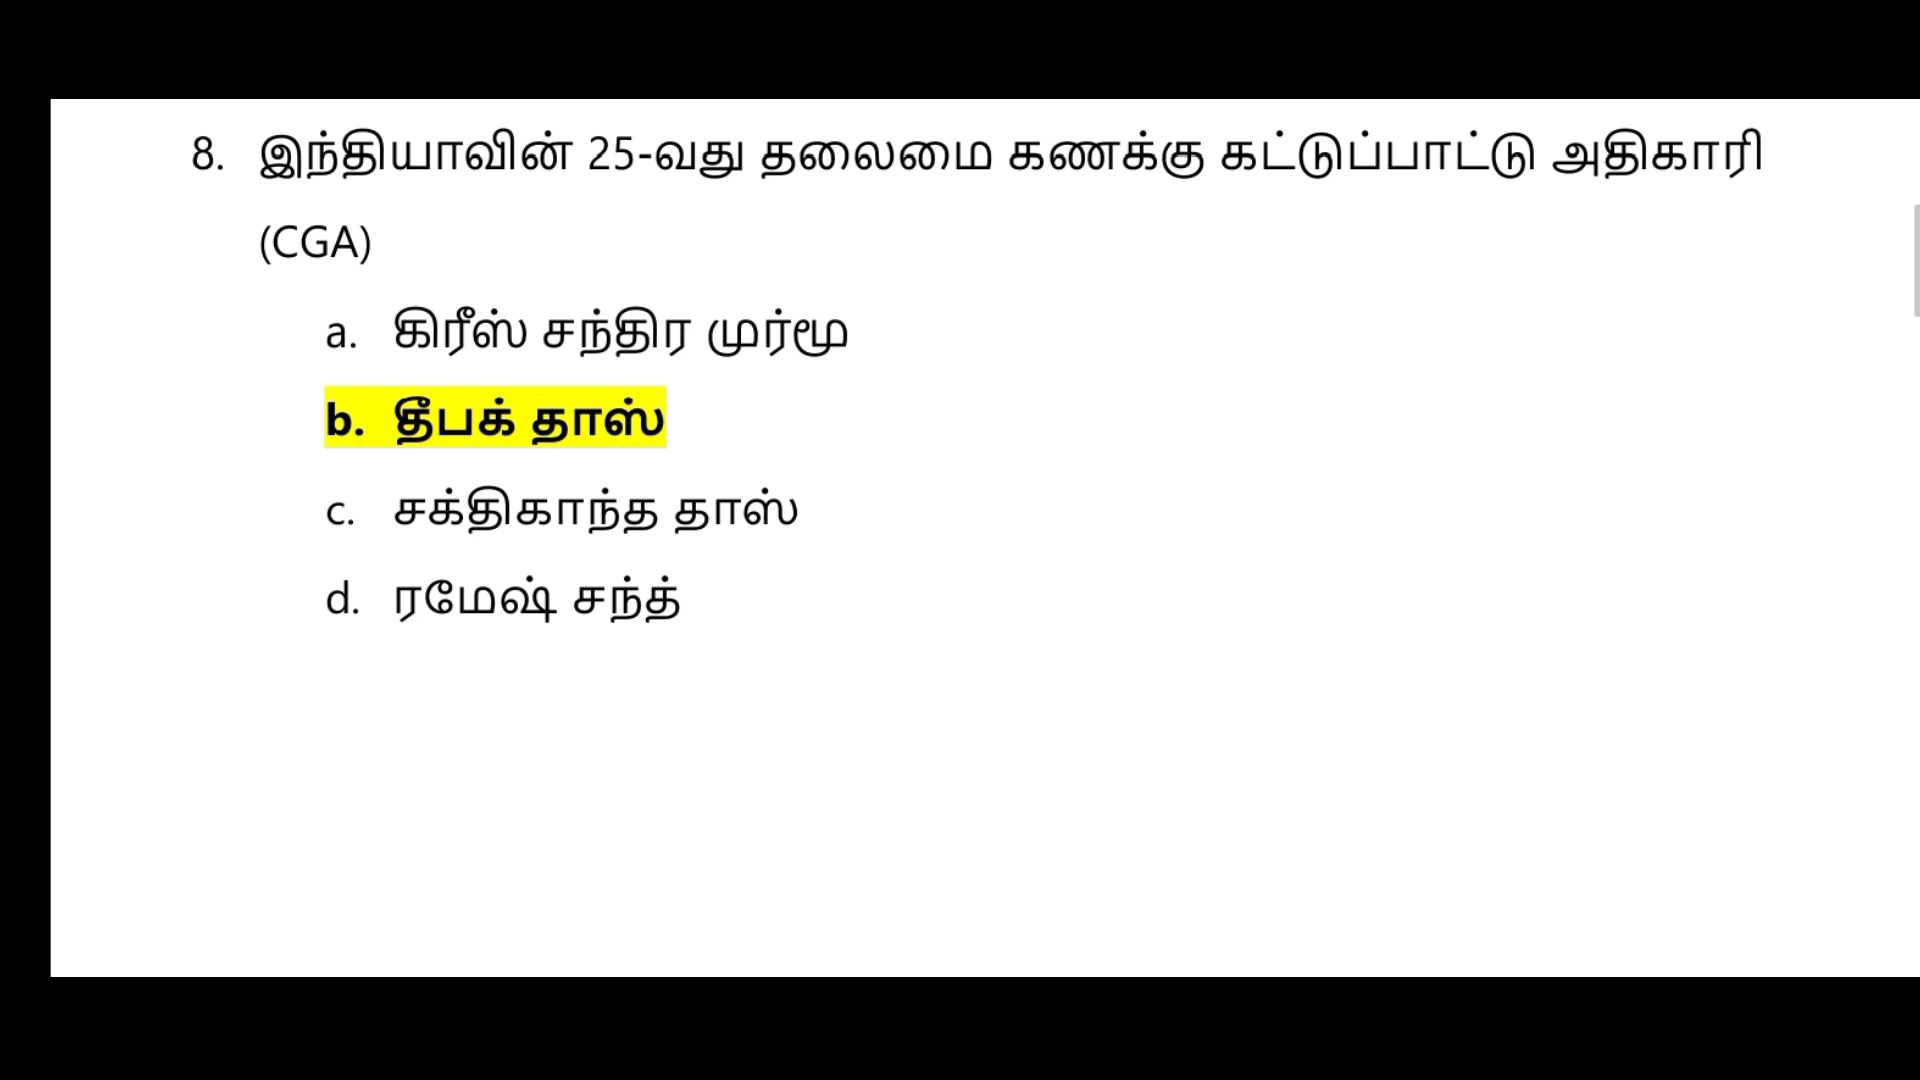 8. இந்தியாவின் 25-வது தலைமை கணக்கு கட்டுப்பாட்டு அதிகாரி
(CGA)
a. கிரீஸ் சந்திர முர்மூ
b. தீபக் தாஸ்
c. சக்திகாந்த தாஸ்
d. ரமேஷ் சந்த்